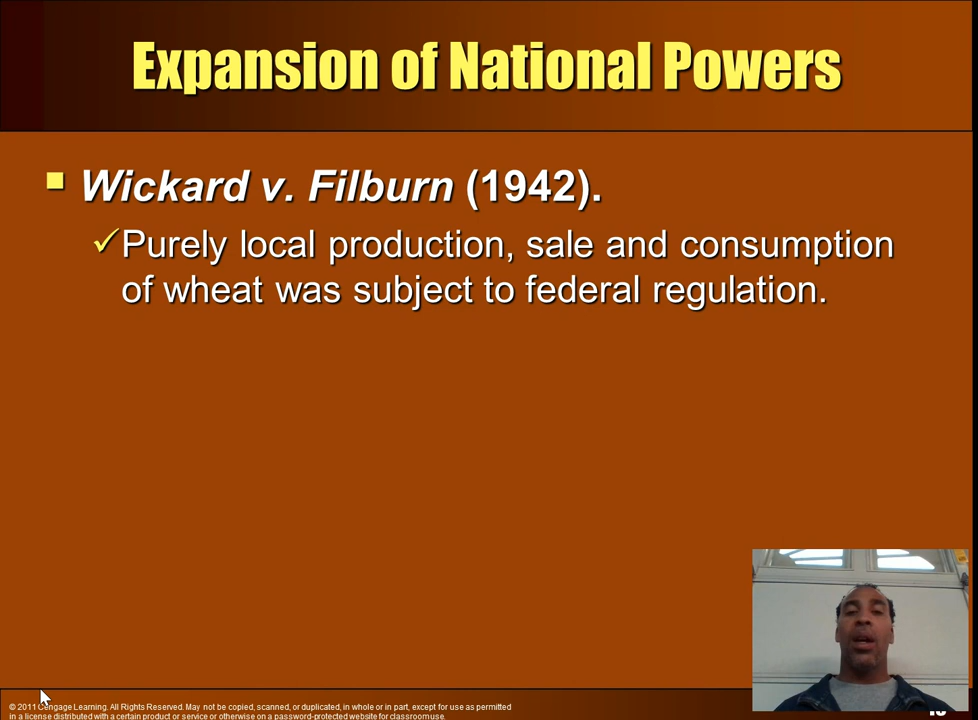 Expansion of National Powers
Wickard v. Filburn (1942).
Purely local production, sale and consumption
of wheat was subject to federal regulation.
© 2011 Cengage Learning. All Rights Reserved. May not be copied, scanned, or duplicated, in whole or in part, except for use as permitted
in a license distributed with a certain product or service or otherwise on a password-protected website for classroom use.